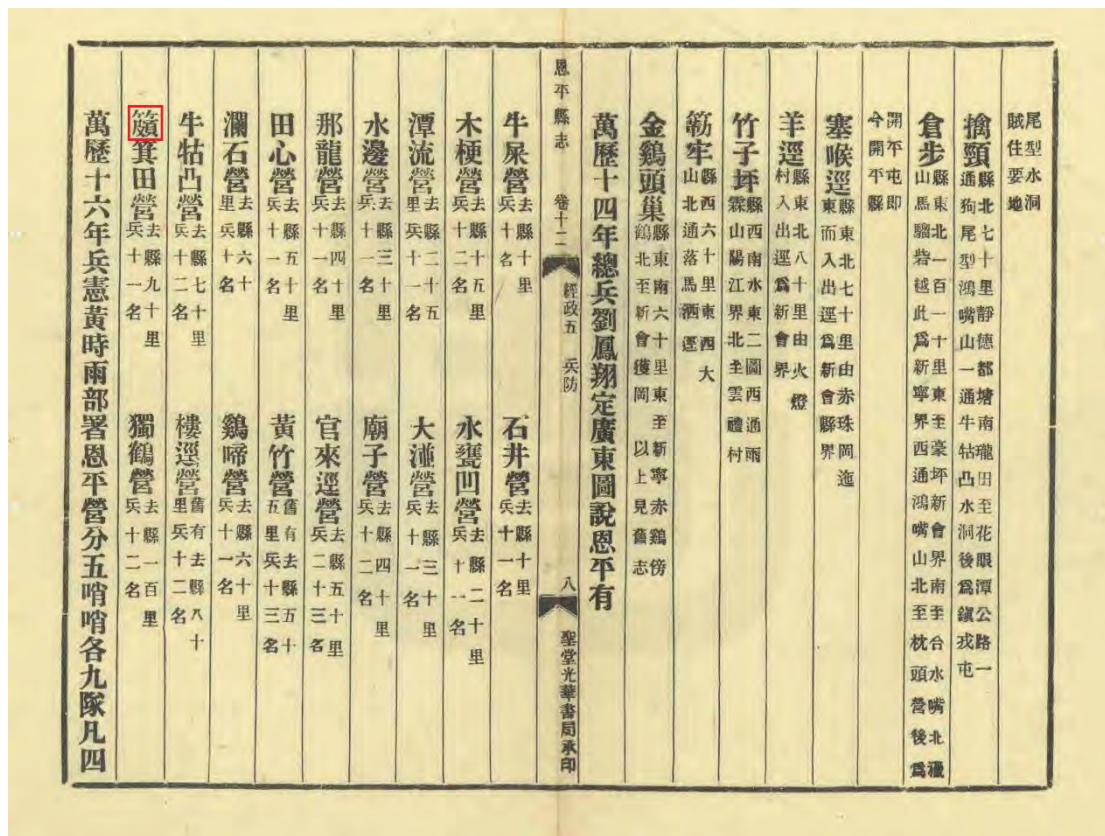 尾型水洞賊住要地
擒頸縣北七十里靜德都塘南瓏田至花眼潭公路一通狗尾型鴻嘴山一通牛牯凸水洞後爲鎭戎屯
倉步縣東北一百一十里東至豪坪新會界南至台水嘴北山馬騮砦越此爲新寧界西通鴻嘴山北至枕頭營後爲
開平屯即今開平縣
塞喉逕縣東北七十里由赤珠岡迤東而入出逕爲新會縣界
羊逕縣東北八十里由火燈村入出逕爲新會界
竹子坪縣西南水東二圖西通雨霖山陽江界北至雲禮村
簕牢縣西六十里東西大山北通落馬洒逕
金鷄頭巢縣東南六十里東至新寧赤鷄傍鶴北至新會獲岡 以上見舊志
萬歷十四年總兵劉鳳翔定廣東圖說恩平有
恩平縣志 卷十二 經政五 兵防 八 聖堂光華書局承印
牛屎營去縣十里兵十名 石井營去縣十里兵十一名
木梗營去縣十五里兵十二名 水甕凹營去縣二十里兵十一名
潭流營去縣二十五里兵十一名 大湴營去縣三十里兵十一名
水邊營去縣三十里兵十一名 廟子營去縣四十里兵十二名
那龍營去縣四十里兵十一名 官來逕營去縣五十里兵二十三名
田心營去縣五十里兵十一名 黃竹營舊有去縣五十五里兵十三名
瀾石營去縣六十里兵十名 鷄啼營去縣六十里兵十一名
牛牯凸營去縣七十里兵十二名 樓逕營舊有去縣八十里兵十二名
箕田營去縣九十里兵十一名 獨鶴營去縣一百里兵十二名
萬歷十六年兵憲黃時雨部署恩平營分五哨哨各九隊凡四